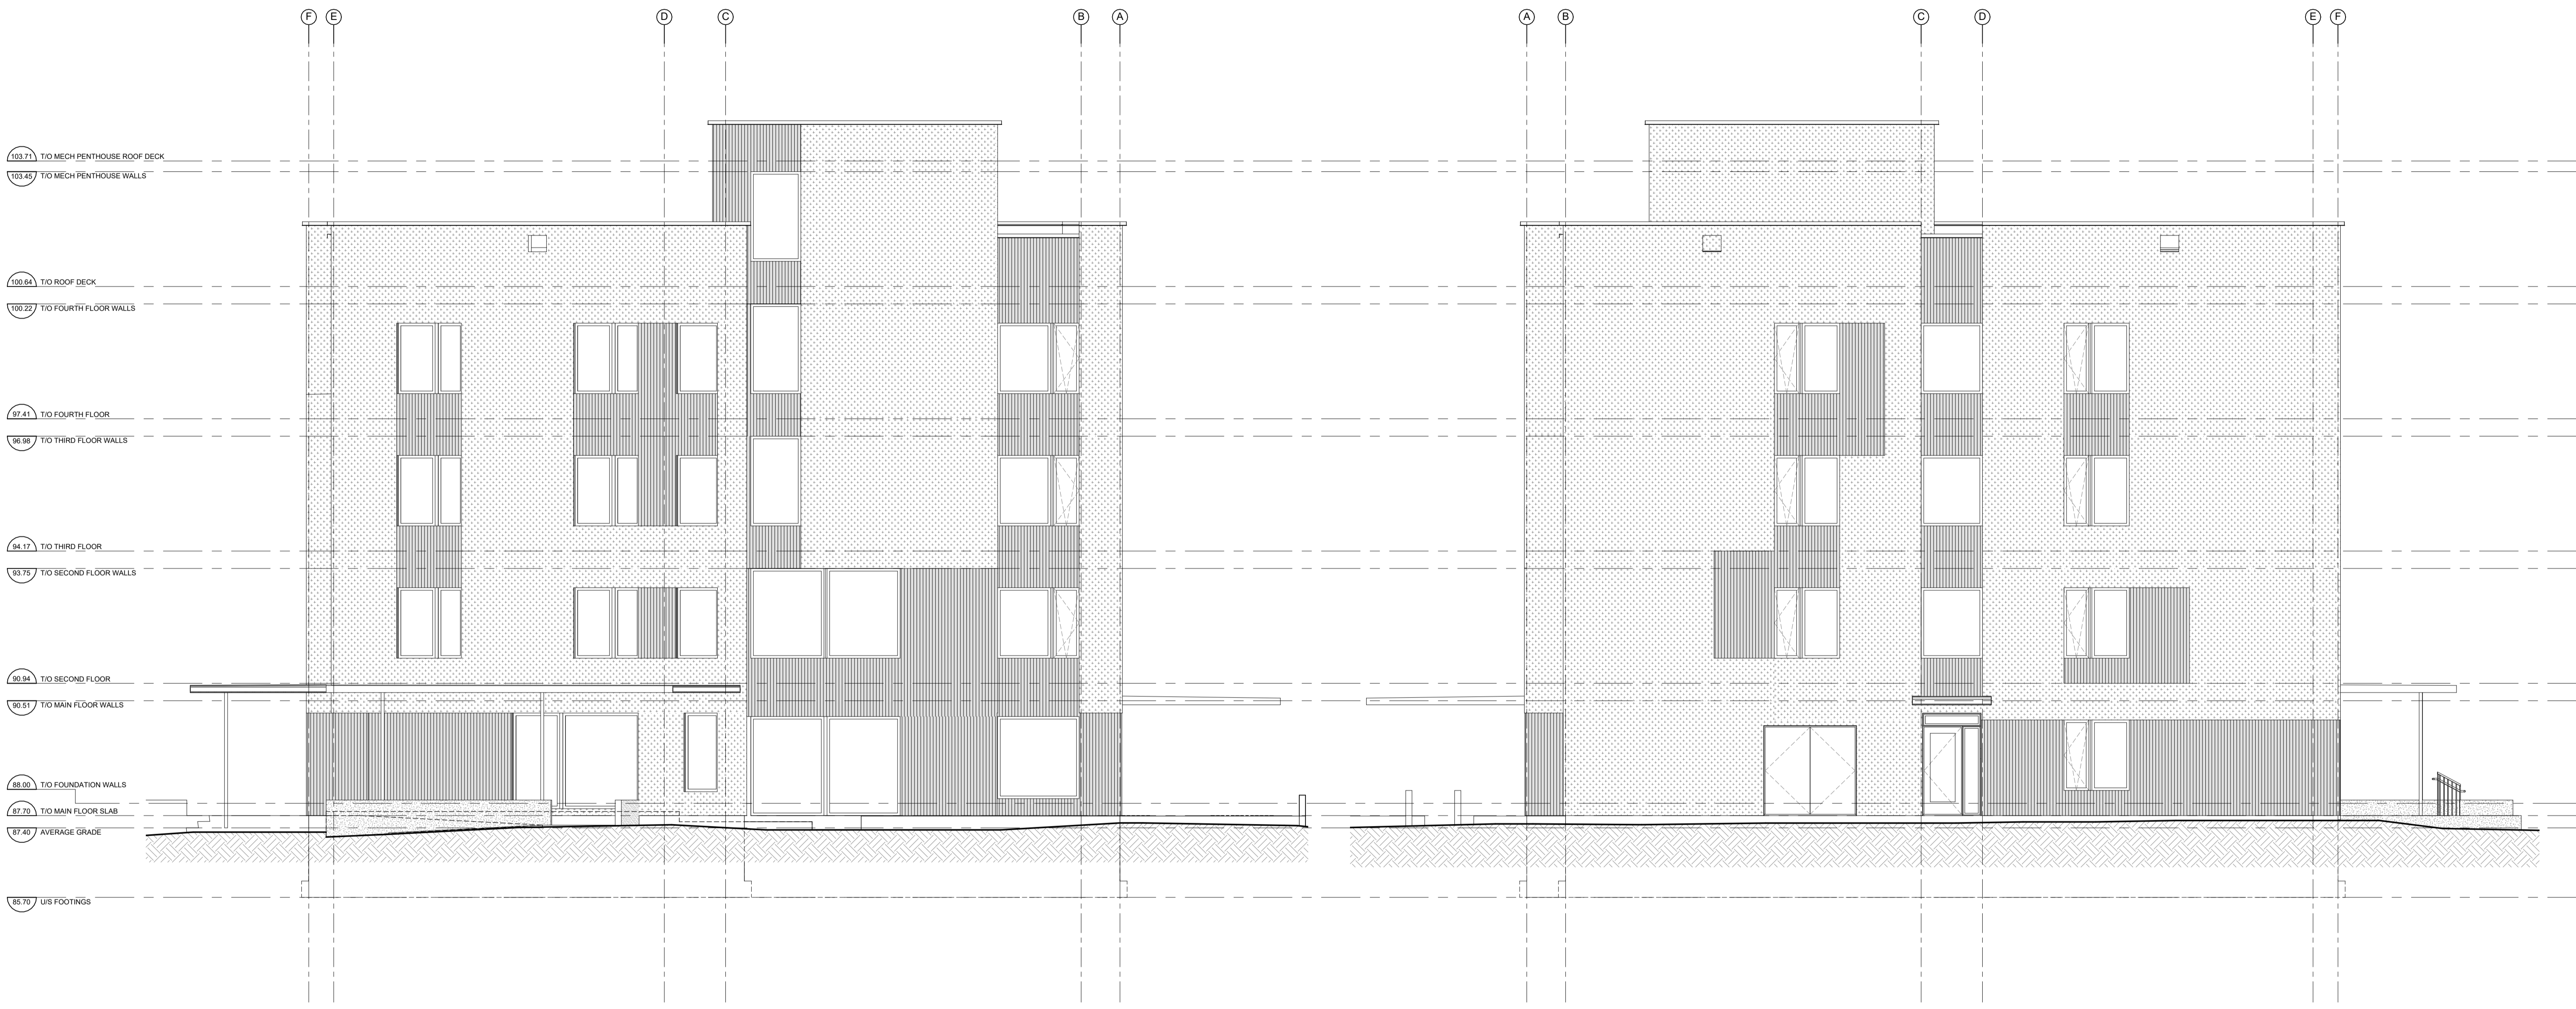 F E D C B A A B C D E F
103.71 T/O MECH PENTHOUSE ROOF DECK
103.45 T/O MECH PENTHOUSE WALLS
100.64 T/O ROOF DECK
100.22 T/O FOURTH FLOOR WALLS
97.41 T/O FOURTH FLOOR
96.98 T/O THIRD FLOOR WALLS
94.17 T/O THIRD FLOOR
93.75 T/O SECOND FLOOR WALLS
90.94 T/O SECOND FLOOR
90.51 T/O MAIN FLOOR WALLS
88.00 T/O FOUNDATION WALLS
87.70 T/O MAIN FLOOR SLAB
87.40 AVERAGE GRADE
85.70 U/S FOOTINGS